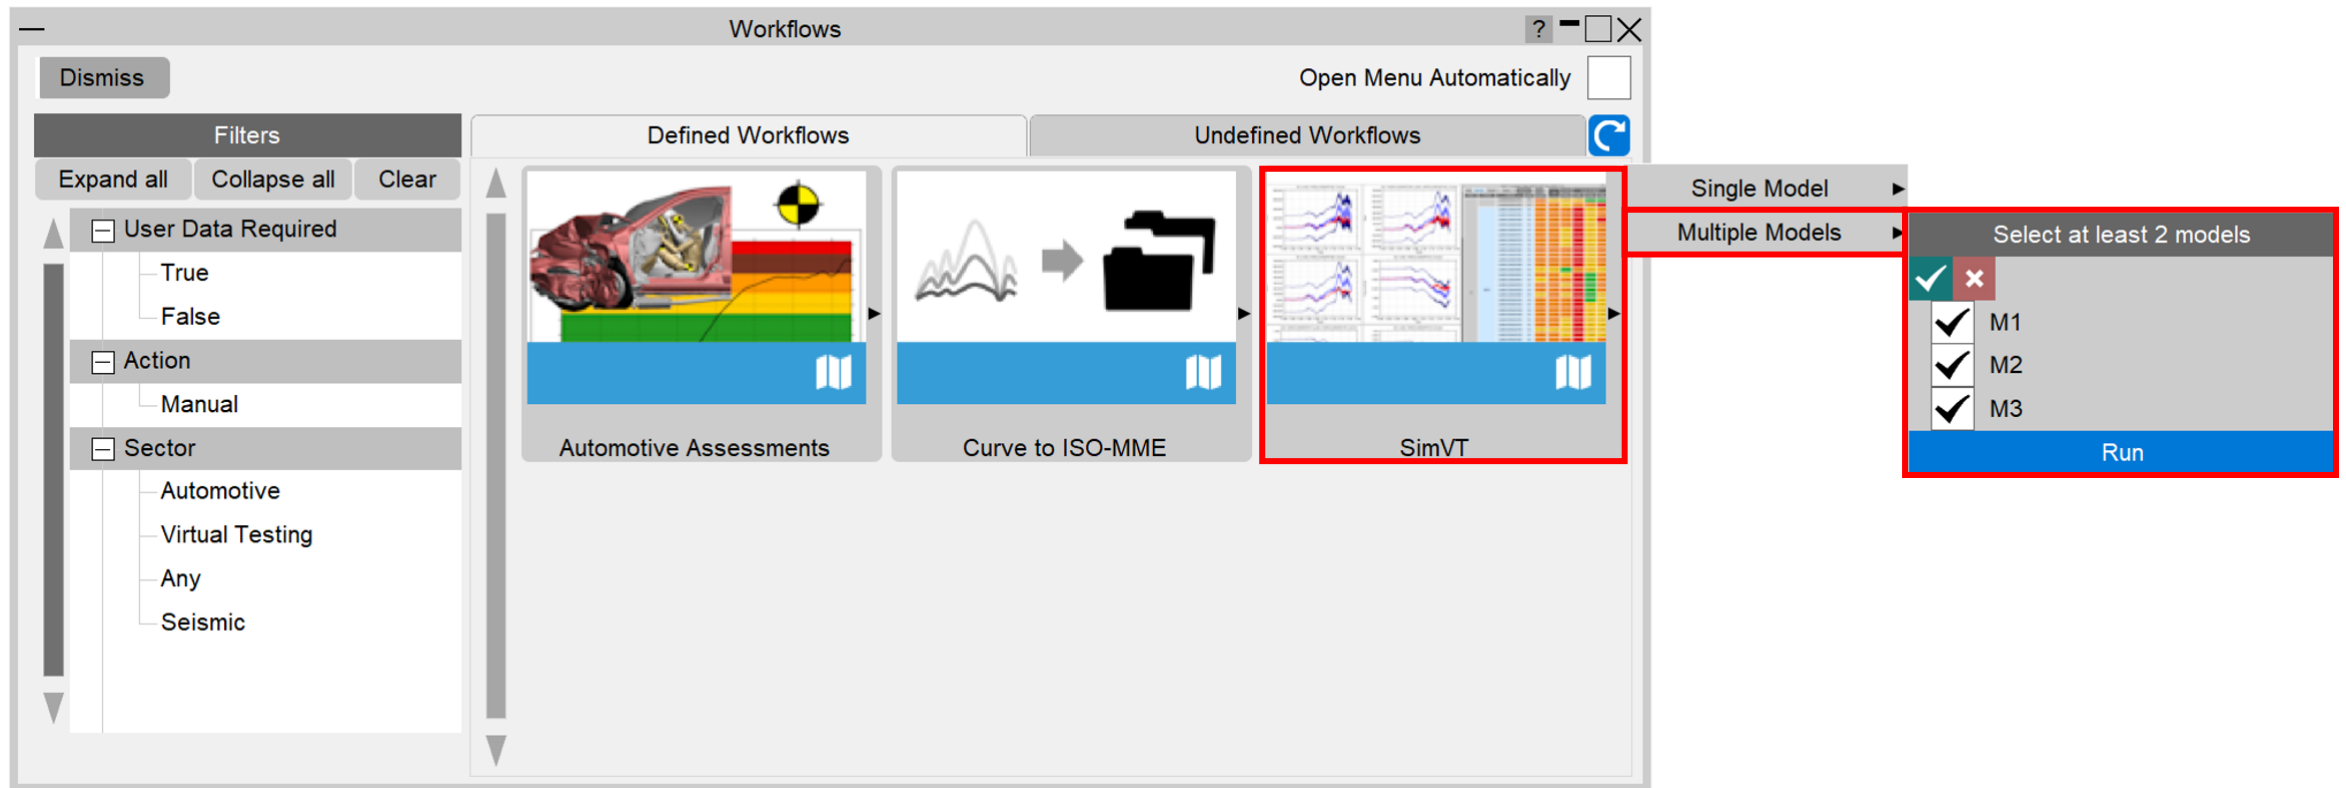 Workflows
?
Dismiss
Open Menu Automatically
Filters
Expand all
Collapse all
Clear
User Data Required
True
False
Action
Manual
Sector
Automotive
Virtual Testing
Any
Seismic
Defined Workflows
Undefined Workflows
Automotive Assessments
Curve to ISO-MME
SimVT
Single Model
Multiple Models
Select at least 2 models
M1
M2
M3
Run